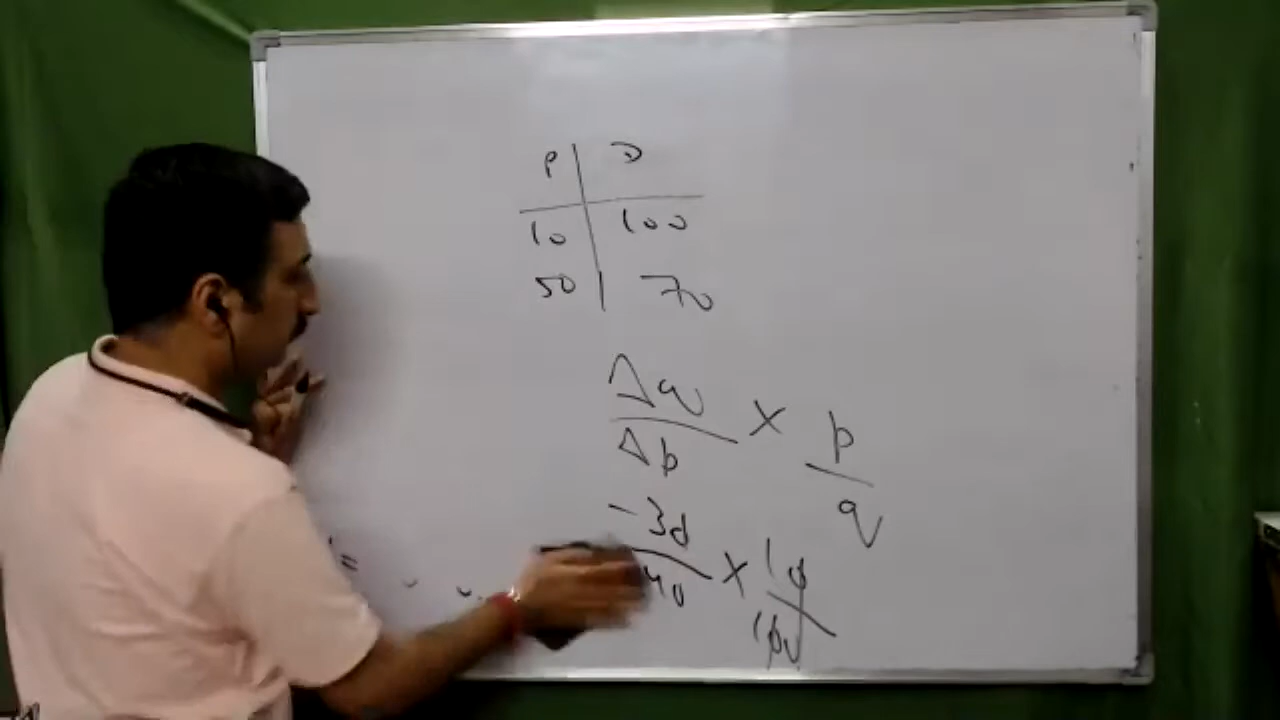 P | D
10 | 100
50 | 70
Δq/Δp × p/q
-30/40 × 10/100
=